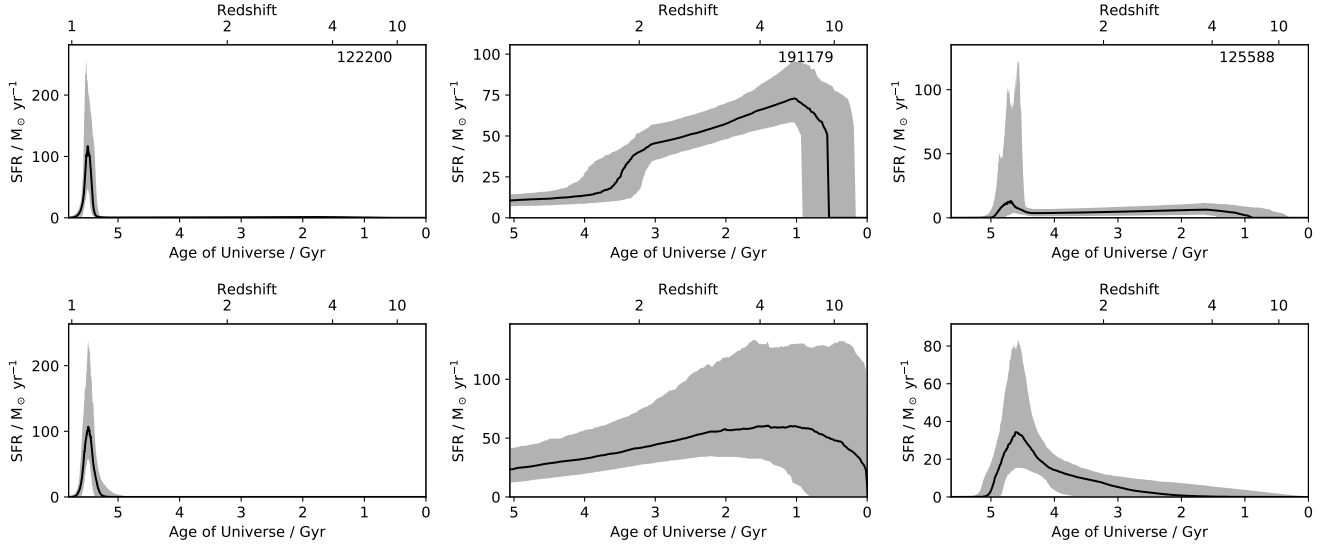 Redshift
1 2 4 10
122200
SFR / M⊙ yr⁻¹
200
100
0
5 4 3 2 1 0
Age of Universe / Gyr
Redshift
2 4 10
191179
SFR / M⊙ yr⁻¹
100
75
50
25
0
5 4 3 2 1 0
Age of Universe / Gyr
Redshift
2 4 10
125588
SFR / M⊙ yr⁻¹
100
50
0
5 4 3 2 1 0
Age of Universe / Gyr
Redshift
1 2 4 10
SFR / M⊙ yr⁻¹
200
100
0
5 4 3 2 1 0
Age of Universe / Gyr
Redshift
2 4 10
SFR / M⊙ yr⁻¹
100
50
0
5 4 3 2 1 0
Age of Universe / Gyr
Redshift
2 4 10
SFR / M⊙ yr⁻¹
80
60
40
20
0
5 4 3 2 1 0
Age of Universe / Gyr